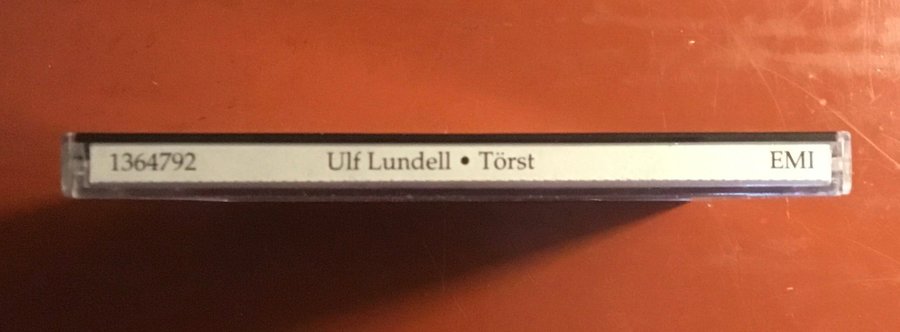 1364792 Ulf Lundell • Törst EMI